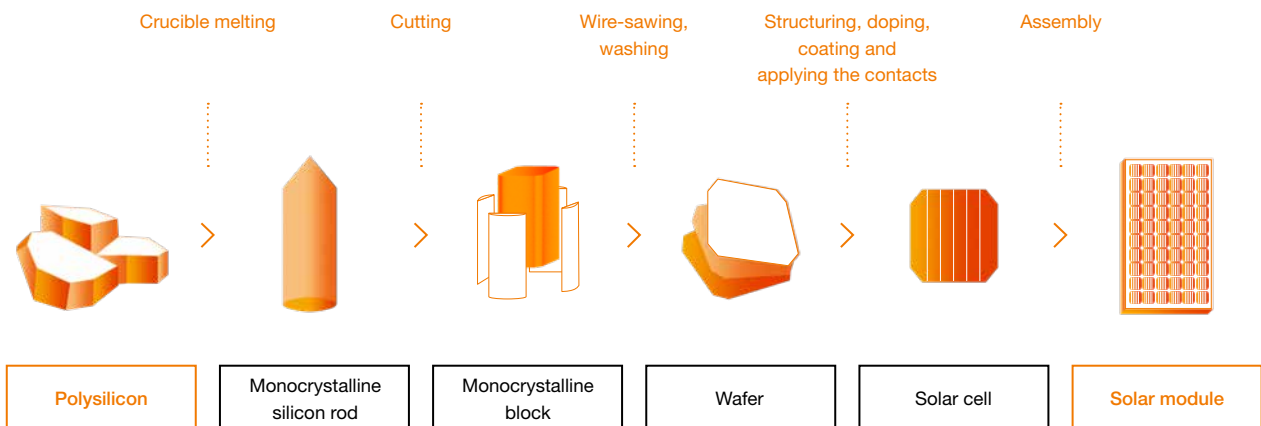 Crucible melting
Cutting
Wire-sawing,
washing
Structuring, doping,
coating and
applying the contacts
Assembly
Polysilicon
Monocrystalline
silicon rod
Monocrystalline
block
Wafer
Solar cell
Solar module